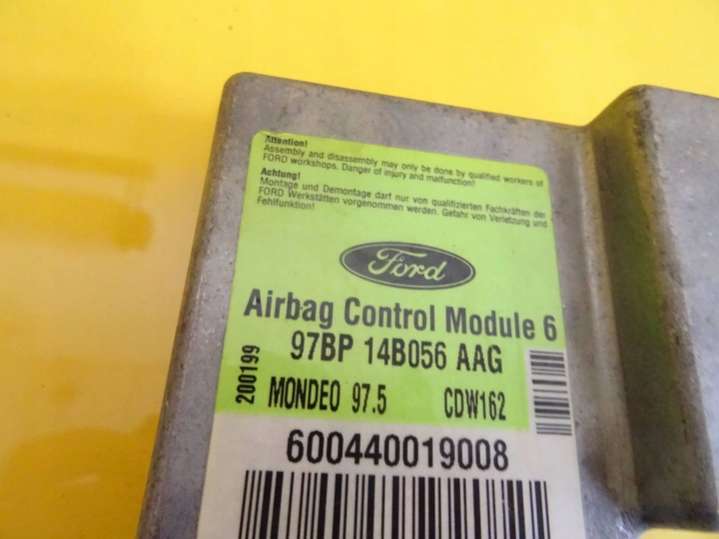 Attention!
Assembly and disassembly may only be done by qualified workers of
FORD workshops. Danger of injury and malfunction!
Achtung!
Montage und Demontage darf nur von qualifizierten Fachkräften der
FORD Werkstätten vorgenommen werden. Gefahr von Verletzung und
Fehlfunktion!
Ford
Airbag Control Module 6
97BP 14B056 AAG
200199
MONDEO 97.5 CDW162
600440019008